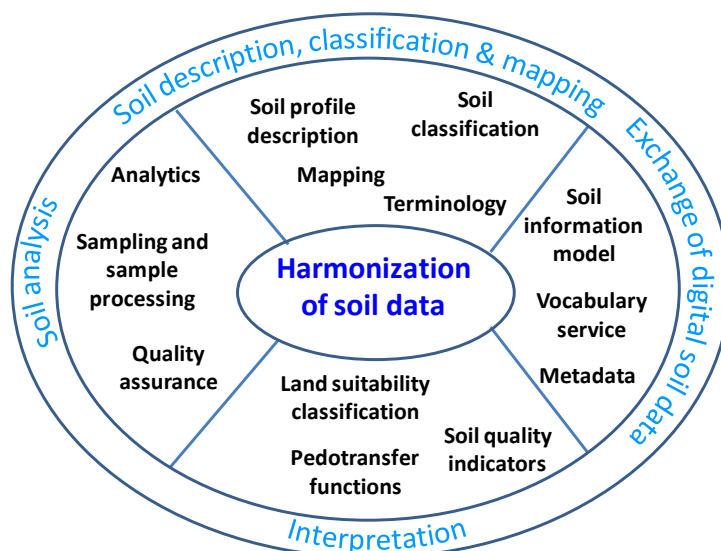 Soil description, classification & mapping
Soil profile
description
Soil
classification
Mapping
Terminology
Exchange of digital soil data
Soil
information
model
Vocabulary
service
Metadata
Soil analysis
Analytics
Sampling and
sample
processing
Quality
assurance
Harmonization
of soil data
Land suitability
classification
Soil quality
indicators
Pedotransfer
functions
Interpretation